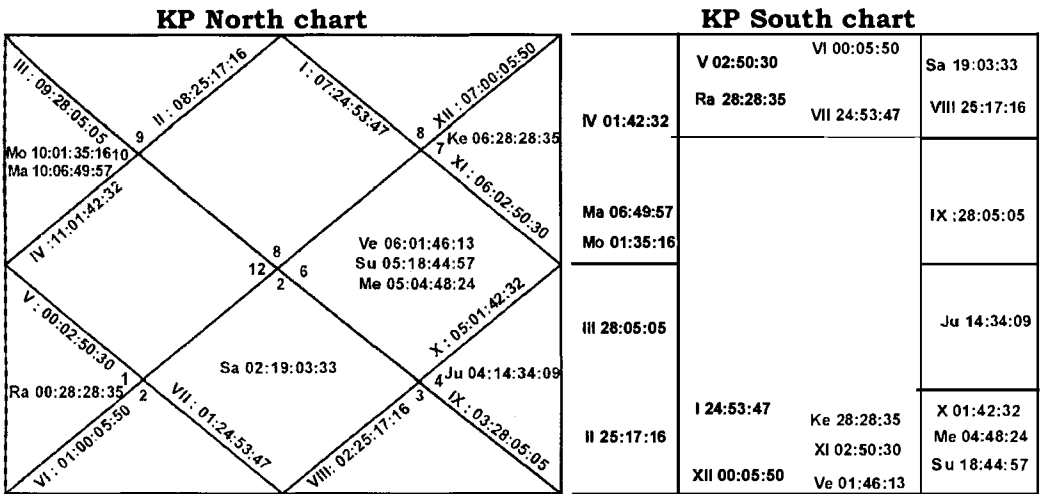 KP North chart
III : 09:28:05:05
II : 08:25:17:16
I : 07:24:53:47
XII : 07:00:05:50
9
8
Mo 10:01:35:16
10
7
Ke 06:28:28:35
Ma 10:06:49:57
IV :11:01:42:32
XI : 06:02:50:30
8
Ve 06:01:46:13
12
6
Su 05:18:44:57
2
Me 05:04:48:24
V : 00:02:50:30
X : 05:01:42:32
Sa 02:19:03:33
1
4
Ju 04:14:34:09
Ra 00:28:28:35
2
3
VI : 01:00:05:50
VII : 01:24:53:47
VIII: 02:25:17:16
IX : 03:28:05:05
KP South chart
VI 00:05:50
V 02:50:30
Sa 19:03:33
Ra 28:28:35
VII 24:53:47
VIII 25:17:16
IV 01:42:32
Ma 06:49:57
IX :28:05:05
Mo 01:35:16
III 28:05:05
Ju 14:34:09
I 24:53:47
Ke 28:28:35
X 01:42:32
II 25:17:16
XI 02:50:30
Me 04:48:24
XII 00:05:50
Ve 01:46:13
Su 18:44:57